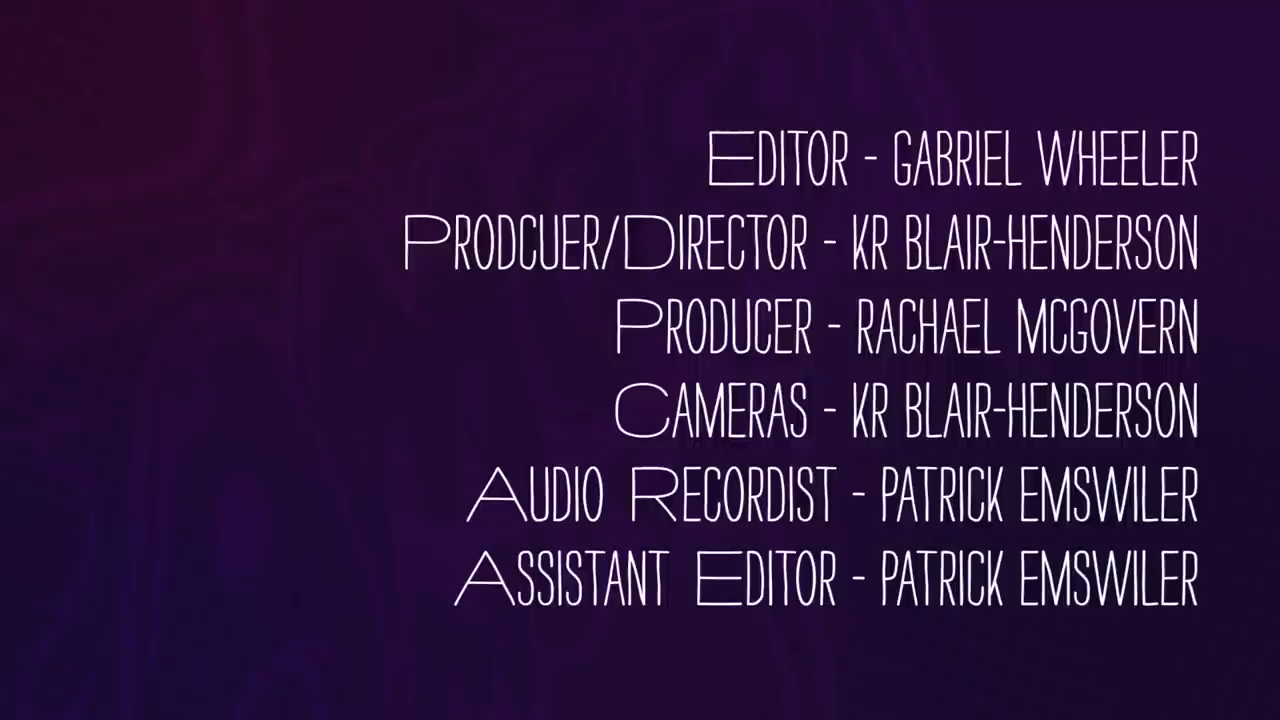 Editor - GABRIEL WHEELER
Prodcuer/Director - KR BLAIR-HENDERSON
Producer - RACHAEL MCGOVERN
Cameras - KR BLAIR-HENDERSON
Audio Recordist - PATRICK EMSWILER
Assistant Editor - PATRICK EMSWILER